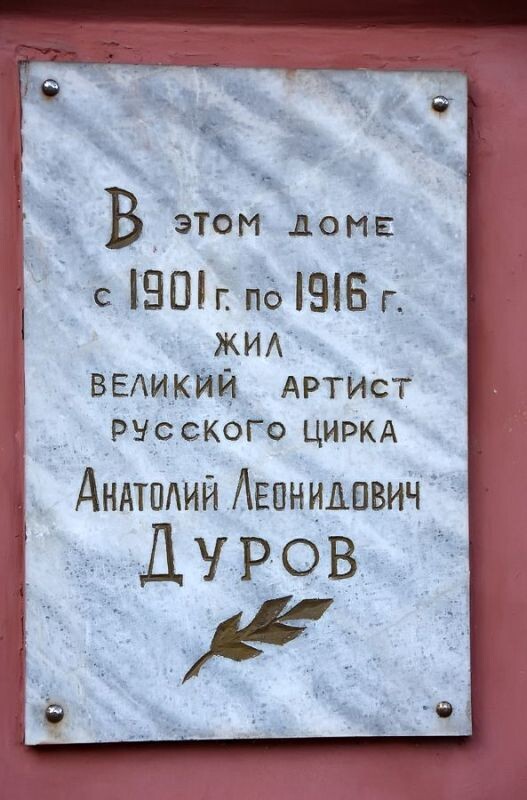 В ЭТОМ ДОМЕ
С 1901 Г. ПО 1916 Г.
ЖИЛ
ВЕЛИКИЙ АРТИСТ
РУССКОГО ЦИРКА
АНАТОЛИЙ ЛЕОНИДОВИЧ
ДУРОВ